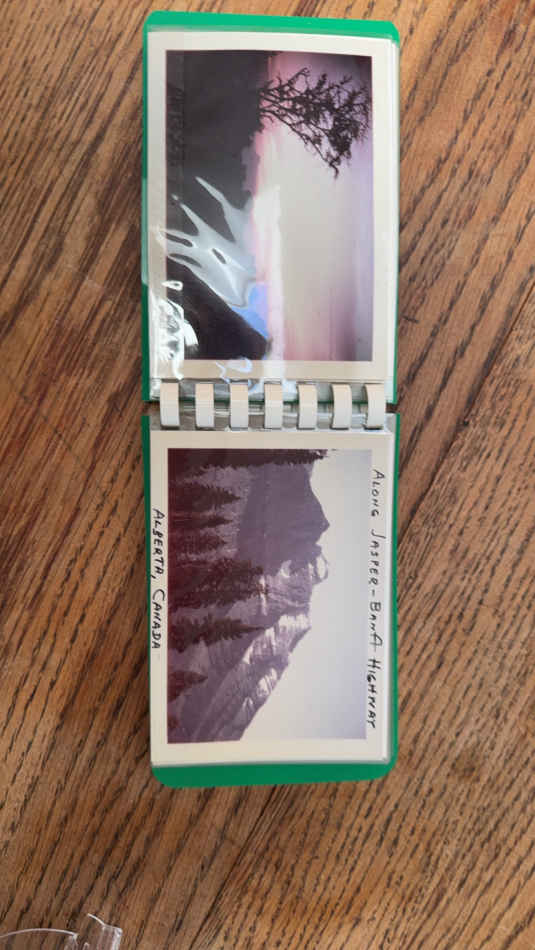 ALONG JASPER-BANFF HIGHWAY
ALBERTA, CANADA